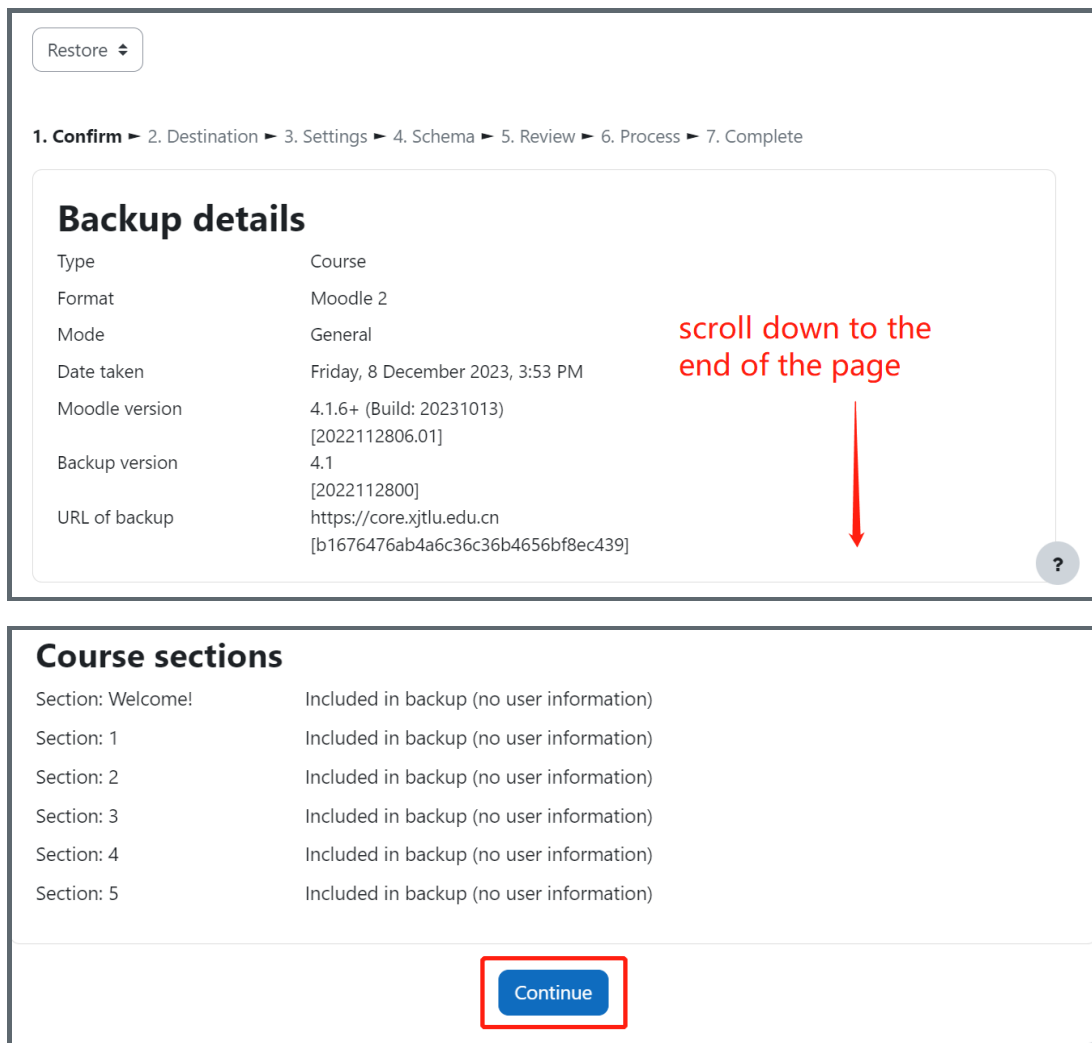 Restore
1. Confirm ► 2. Destination ► 3. Settings ► 4. Schema ► 5. Review ► 6. Process ► 7. Complete
Backup details
Type Course
Format Moodle 2
Mode General
Date taken Friday, 8 December 2023, 3:53 PM
Moodle version 4.1.6+ (Build: 20231013)
[2022112806.01]
Backup version 4.1
[2022112800]
URL of backup https://core.xjtlu.edu.cn
[b1676476ab4a6c36c36b4656bf8ec439]
scroll down to the
end of the page
?
Course sections
Section: Welcome! Included in backup (no user information)
Section: 1 Included in backup (no user information)
Section: 2 Included in backup (no user information)
Section: 3 Included in backup (no user information)
Section: 4 Included in backup (no user information)
Section: 5 Included in backup (no user information)
Continue